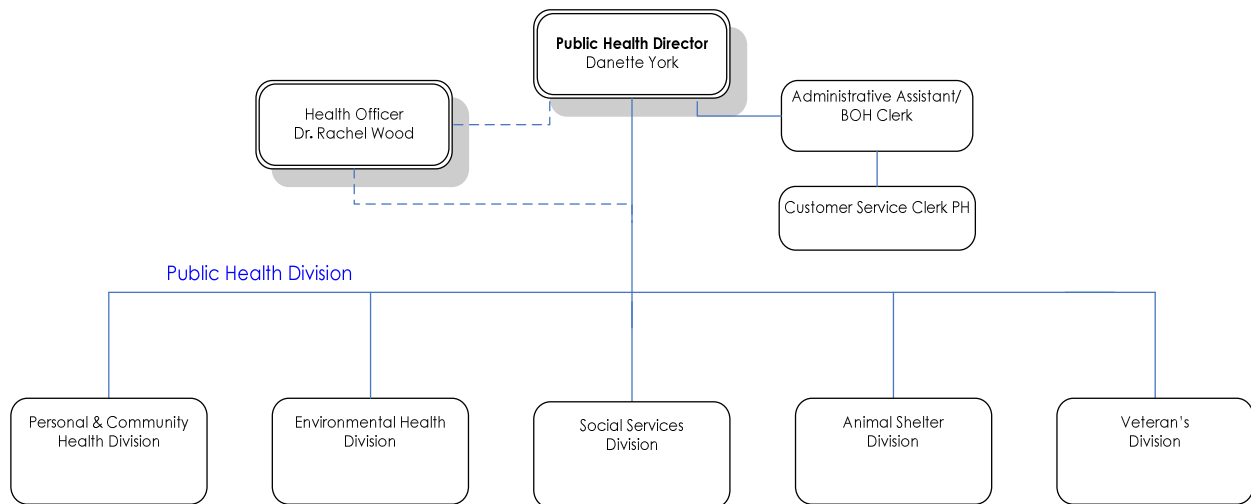 Public Health Director
Danette York
Health Officer
Dr. Rachel Wood
Administrative Assistant/
BOH Clerk
Customer Service Clerk PH
Public Health Division
Personal & Community
Health Division
Environmental Health
Division
Social Services
Division
Animal Shelter
Division
Veteran's
Division